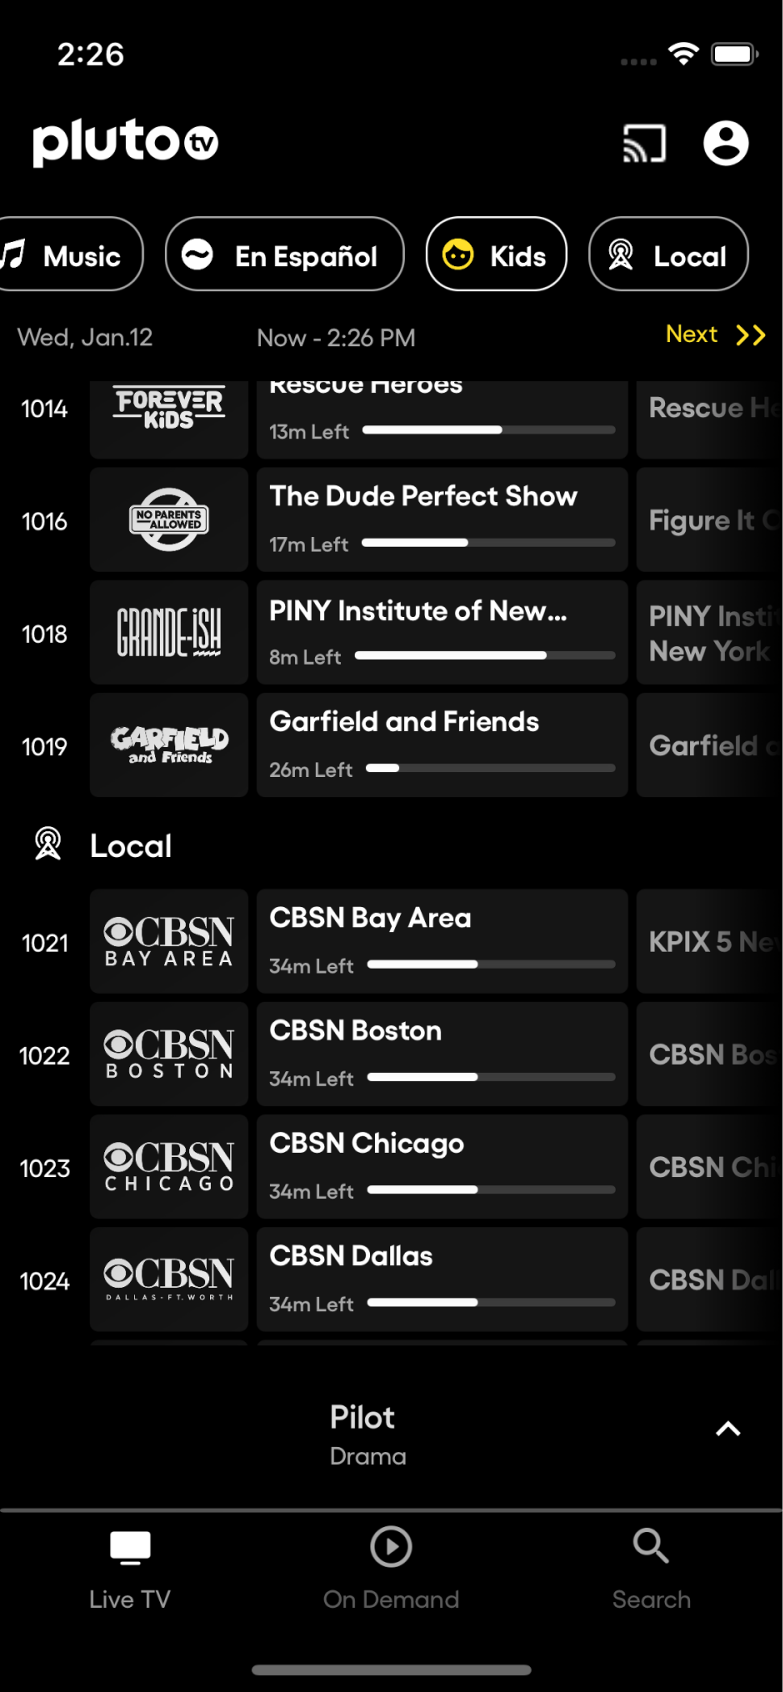 2:26
pluto tv
Music
En Español
Kids
Local
Wed, Jan.12
Now - 2:26 PM
Next
1014
FOREVER
KiDS
Rescue Heroes
13m Left
Rescue He
1016
NO PARENTS
ALLOWED
The Dude Perfect Show
17m Left
Figure It
1018
GRANDE-iSH
PINY Institute of New...
8m Left
PINY Insti
New York
1019
GARFIELD
and Friends
Garfield and Friends
26m Left
Garfield
Local
1021
CBSN
BAY AREA
CBSN Bay Area
34m Left
KPIX 5 Ne
1022
CBSN
BOSTON
CBSN Boston
34m Left
CBSN Bos
1023
CBSN
CHICAGO
CBSN Chicago
34m Left
CBSN Chi
1024
CBSN
DALLAS-FT.WORTH
CBSN Dallas
34m Left
CBSN Dal
Pilot
Drama
Live TV
On Demand
Search